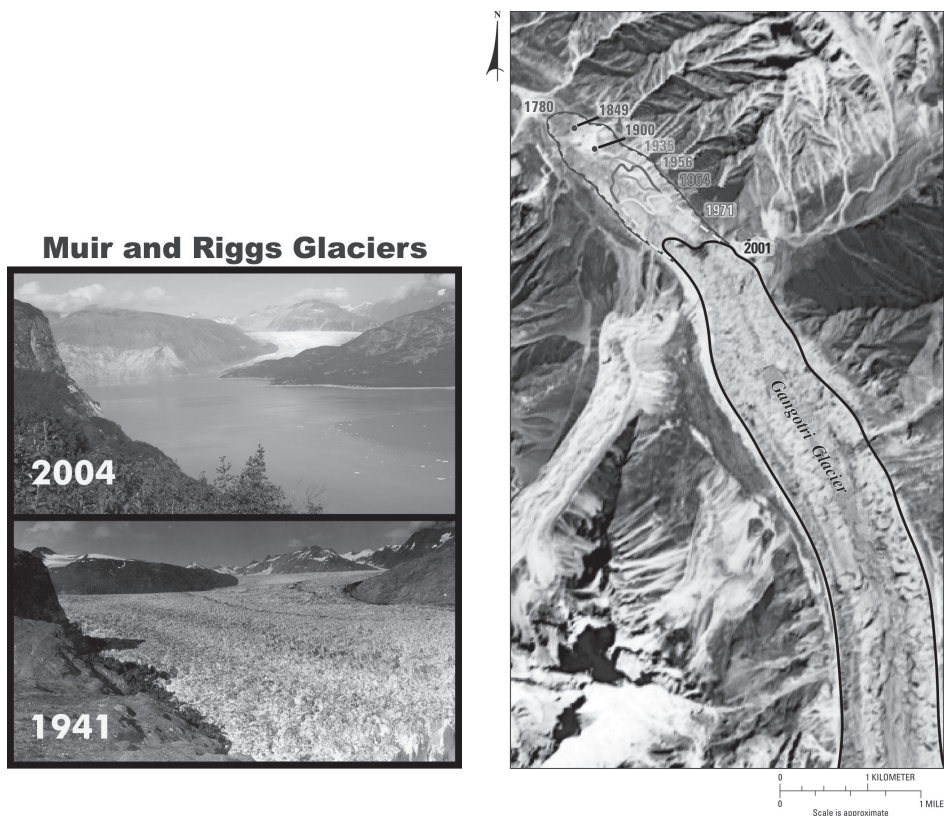 Muir and Riggs Glaciers
2004
1941
N
1780
1849
1900
1935
1956
1964
1971
2001
Gangotri Glacier
0 1 KILOMETER
0 1 MILE
Scale is approximate